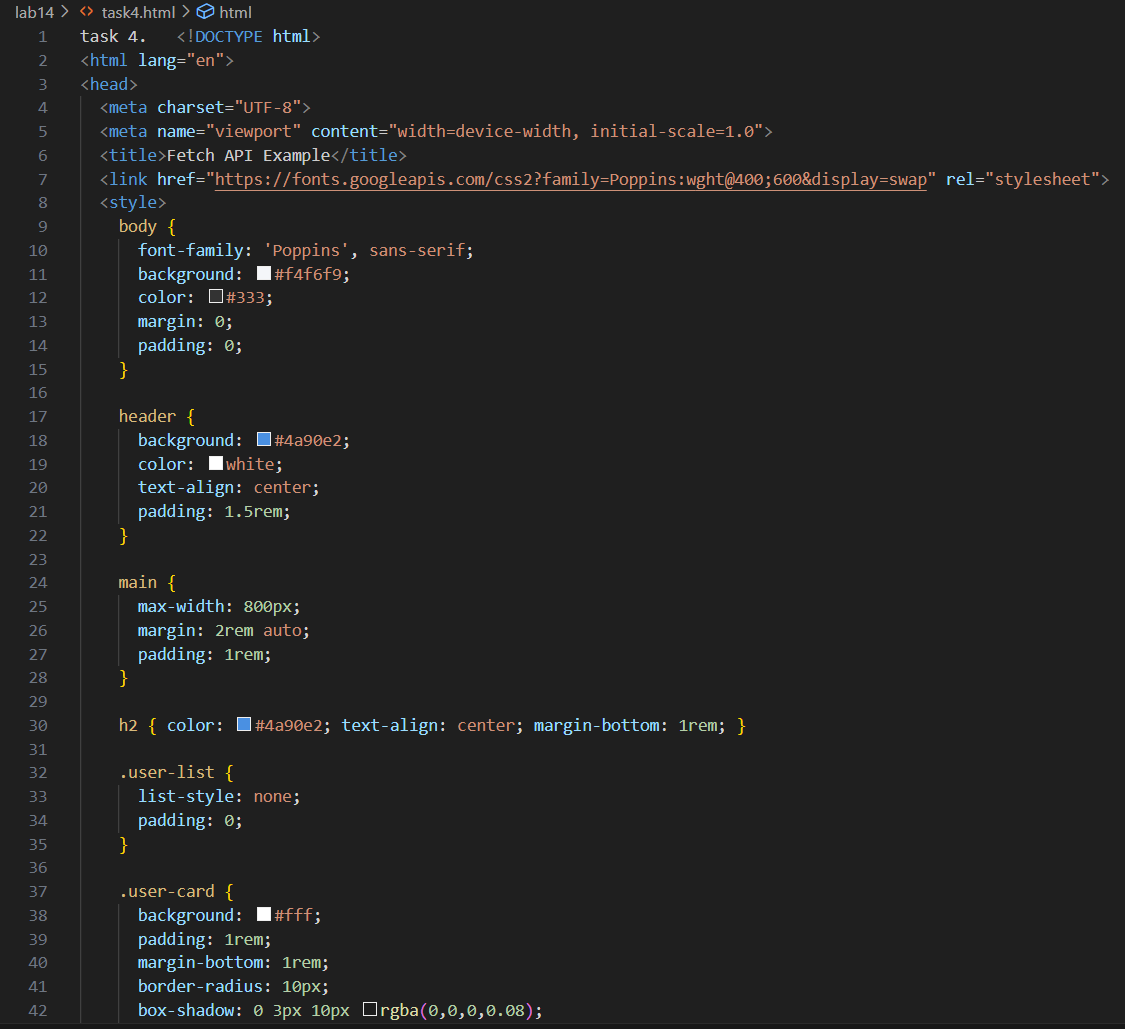 lab14 > <> task4.html > html
1 task 4.   <!DOCTYPE html>
2 <html lang="en">
3 <head>
4   <meta charset="UTF-8">
5   <meta name="viewport" content="width=device-width, initial-scale=1.0">
6   <title>Fetch API Example</title>
7   <link href="https://fonts.googleapis.com/css2?family=Poppins:wght@400;600&display=swap" rel="stylesheet">
8   <style>
9     body {
10       font-family: 'Poppins', sans-serif;
11       background: #f4f6f9;
12       color: #333;
13       margin: 0;
14       padding: 0;
15     }
16
17     header {
18       background: #4a90e2;
19       color: white;
20       text-align: center;
21       padding: 1.5rem;
22     }
23
24     main {
25       max-width: 800px;
26       margin: 2rem auto;
27       padding: 1rem;
28     }
29
30     h2 { color: #4a90e2; text-align: center; margin-bottom: 1rem; }
31
32     .user-list {
33       list-style: none;
34       padding: 0;
35     }
36
37     .user-card {
38       background: #fff;
39       padding: 1rem;
40       margin-bottom: 1rem;
41       border-radius: 10px;
42       box-shadow: 0 3px 10px rgba(0,0,0,0.08);